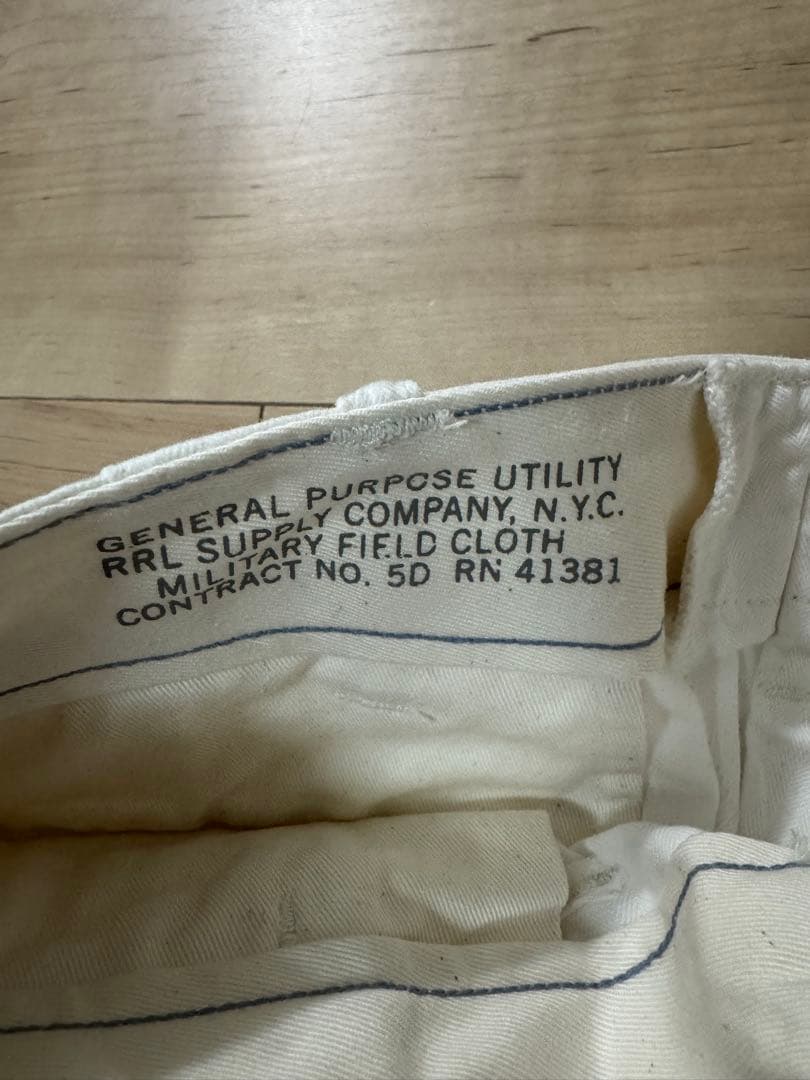 GENERAL PURPOSE UTILITY
RRL SUPPLY COMPANY, N.Y.C.
MILITARY FIELD CLOTH
CONTRACT NO. 5D RN 41381